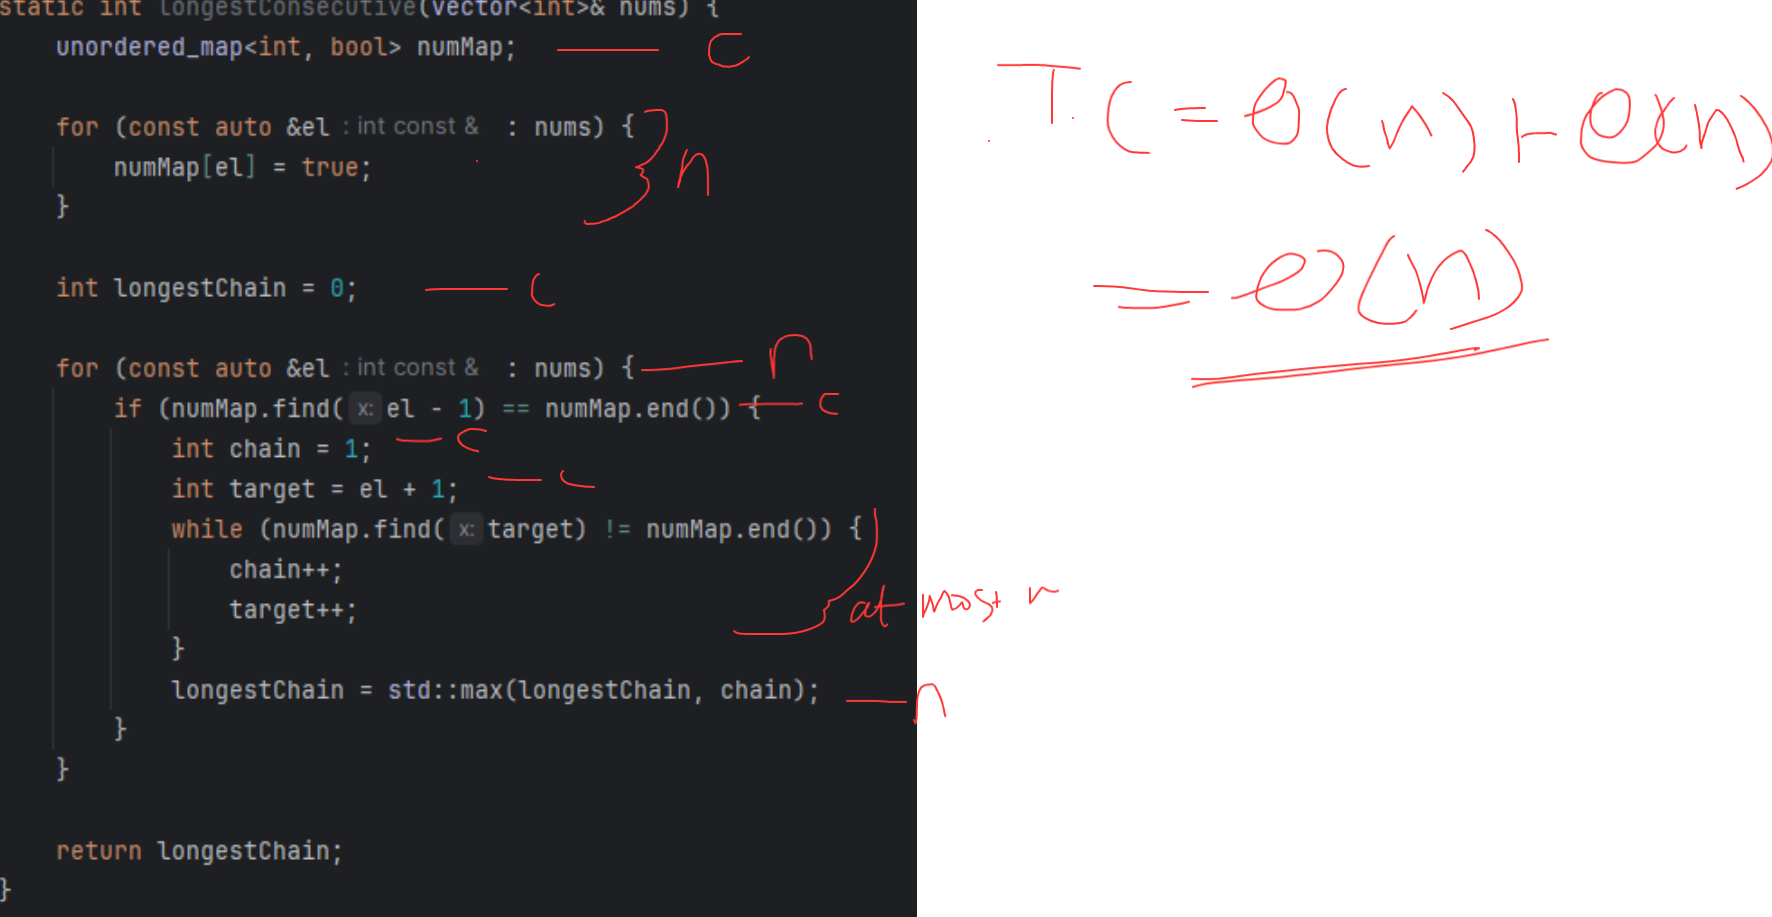 static int longestConsecutive(vector<int>& nums) {
unordered_map<int, bool> numMap; — C
for (const auto &el : int const & : nums) {
numMap[el] = true;
} n
int longestChain = 0; — C
for (const auto &el : int const & : nums) { — n
if (numMap.find( x: el - 1) == numMap.end()) { — C
int chain = 1; — C
int target = el + 1; — C
while (numMap.find( x: target) != numMap.end()) {
chain++;
target++; at most n
}
longestChain = std::max(longestChain, chain); — n
}
}
return longestChain;
}
T.C = θ(n) + θ(n)
= θ(n)